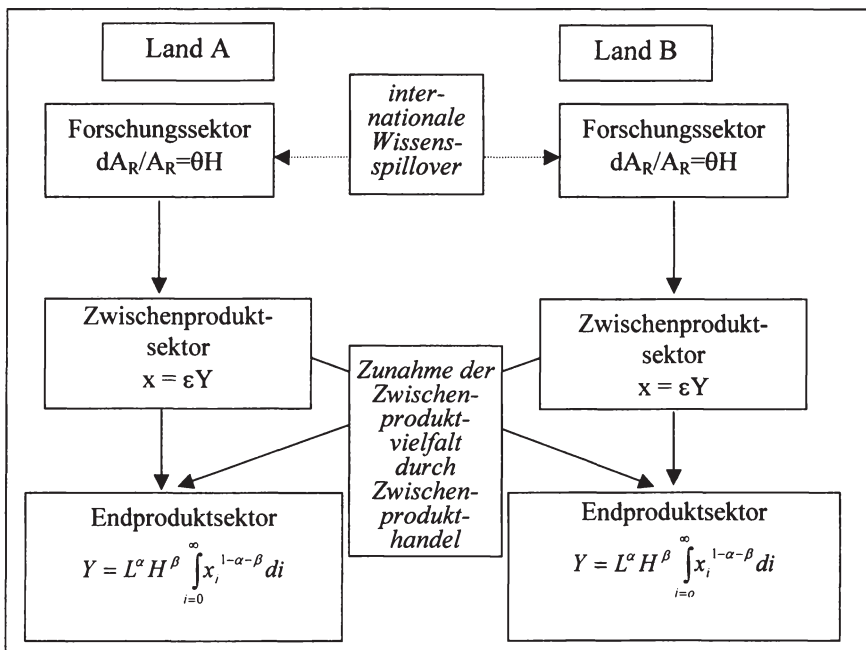 Land A
Land B
inter-
nationale
Wissens-
spillover
Forschungssektor
dA_R/A_R=θH
Forschungssektor
dA_R/A_R=θH
Zwischenprodukt-
sektor
x = εY
Zwischenprodukt-
sektor
x = εY
Zunahme der
Zwischen-
produkt-
vielfalt
durch
Zwischen-
produkt-
handel
Endproduktsektor
Y = L^α H^β ∫_{i=0}^{∞} x_i^{1-α-β} di
Endproduktsektor
Y = L^α H^β ∫_{i=o}^{∞} x_i^{1-α-β} di